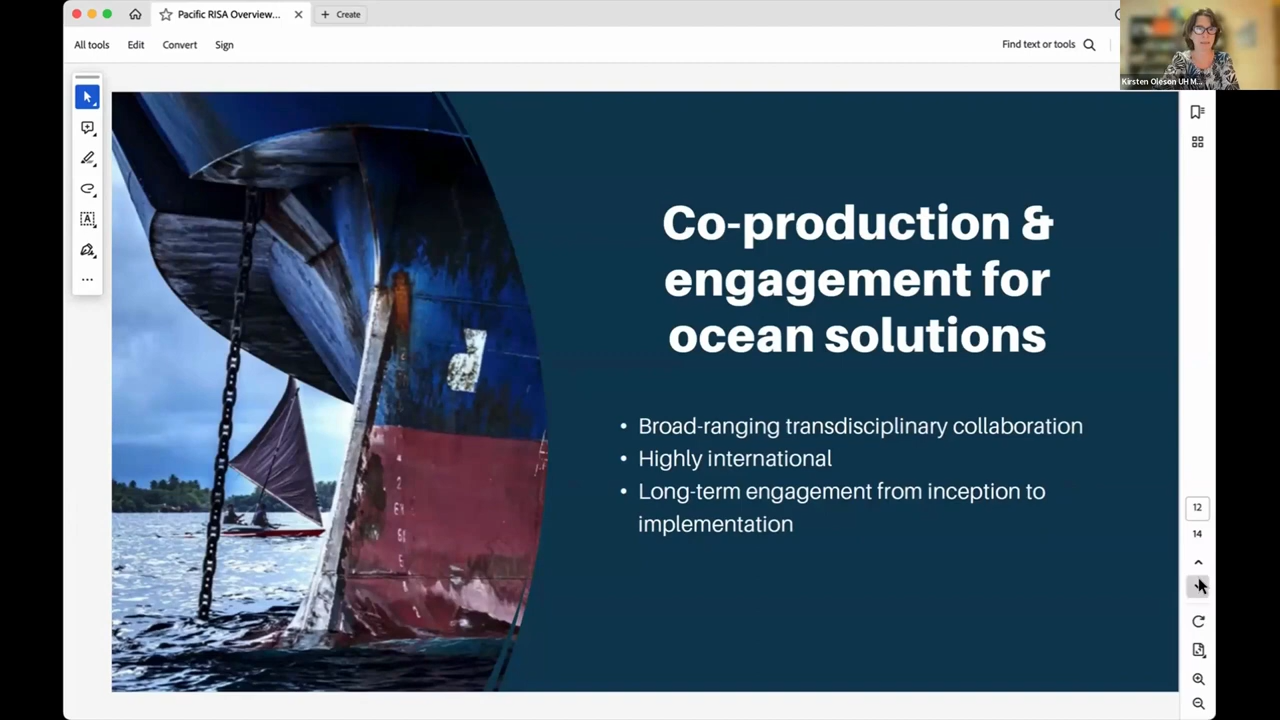 Pacific RISA Overview...
Create
All tools
Edit
Convert
Sign
Find text or tools
Kirsten Oleson UH M...
Co-production &
engagement for
ocean solutions
• Broad-ranging transdisciplinary collaboration
• Highly international
• Long-term engagement from inception to
implementation
12
14